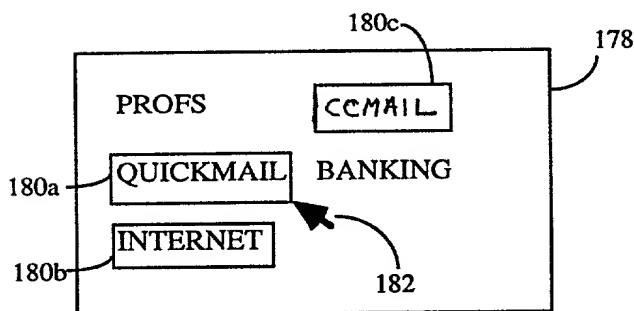 180c
178
PROFS CCMAIL
180a QUICKMAIL BANKING
INTERNET
180b 182